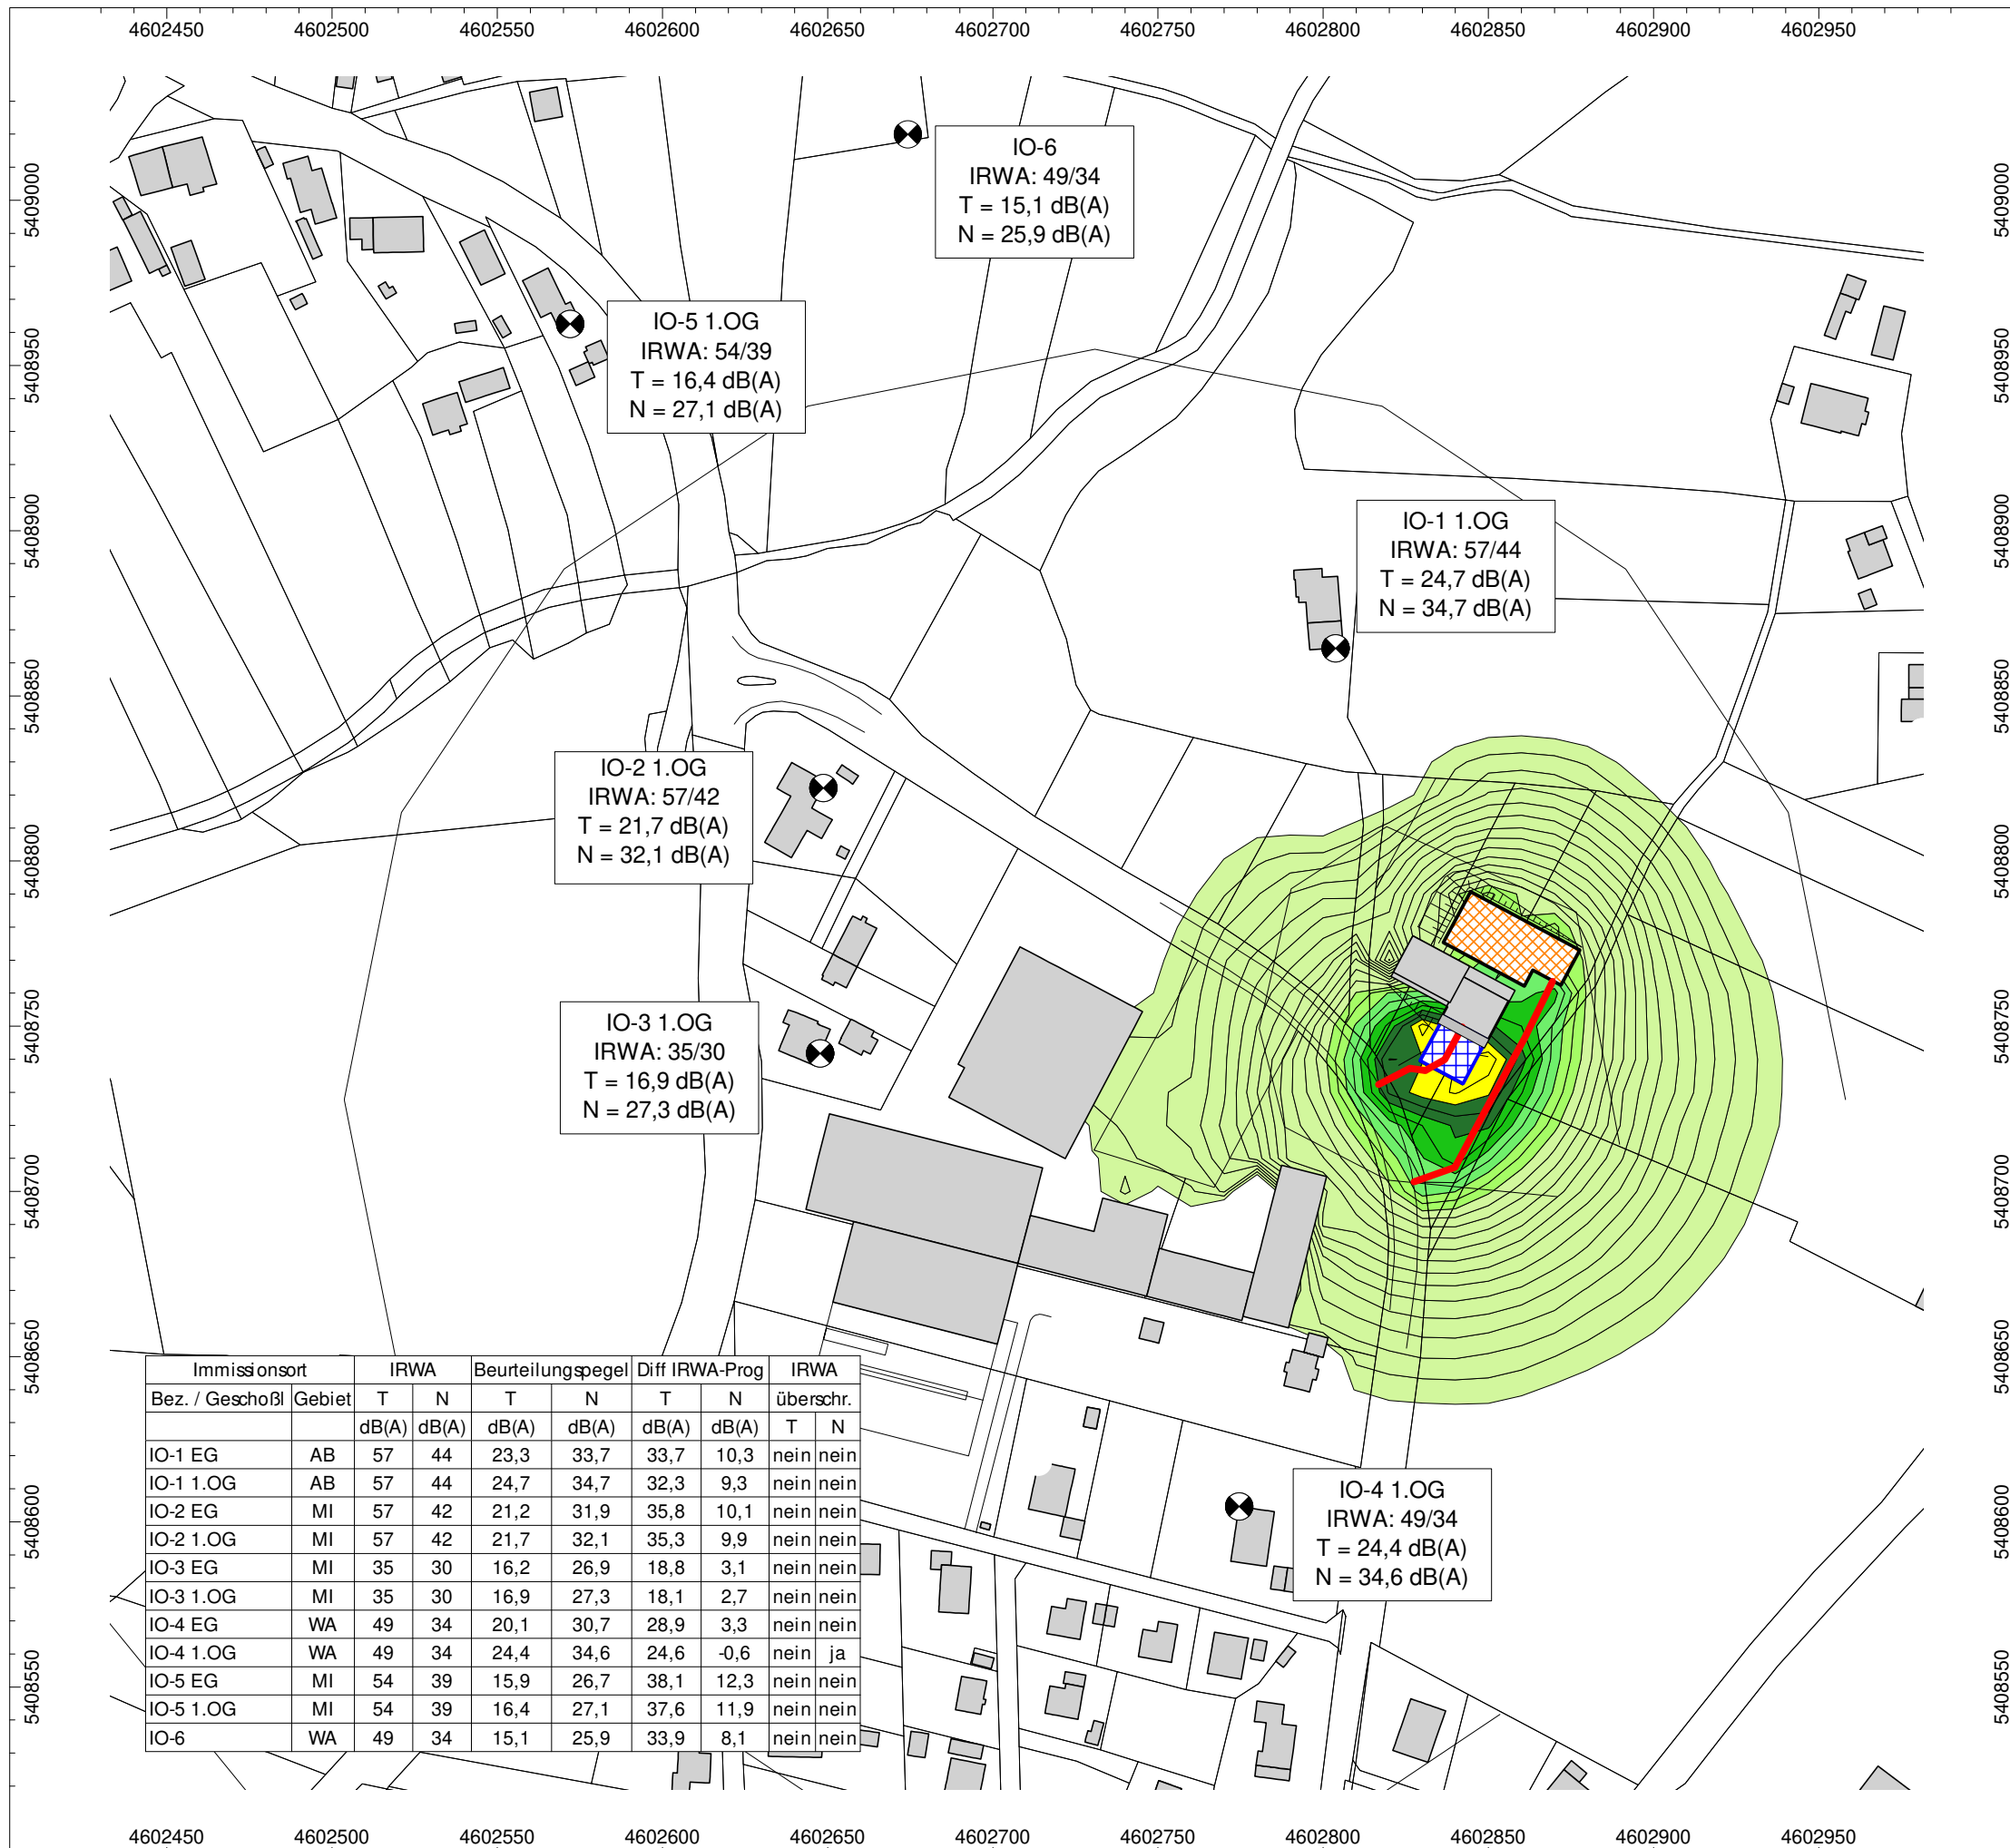 4602450 4602500 4602550 4602600 4602650 4602700 4602750 4602800 4602850 4602900 4602950
5409000
5408950
5408900
5408850
5408800
5408750
5408700
5408650
5408600
5408550
IO-6
IRWA: 49/34
T = 15,1 dB(A)
N = 25,9 dB(A)
IO-5 1.OG
IRWA: 54/39
T = 16,4 dB(A)
N = 27,1 dB(A)
IO-1 1.OG
IRWA: 57/44
T = 24,7 dB(A)
N = 34,7 dB(A)
IO-2 1.OG
IRWA: 57/42
T = 21,7 dB(A)
N = 32,1 dB(A)
IO-3 1.OG
IRWA: 35/30
T = 16,9 dB(A)
N = 27,3 dB(A)
IO-4 1.OG
IRWA: 49/34
T = 24,4 dB(A)
N = 34,6 dB(A)
Immissionsort IRWA Beurteilungspegel Diff IRWA-Prog IRWA
Bez. / Geschoßl Gebiet T N T N T N überschr.
dB(A) dB(A) dB(A) dB(A) dB(A) dB(A) T N
IO-1 EG AB 57 44 23,3 33,7 33,7 10,3 nein nein
IO-1 1.OG AB 57 44 24,7 34,7 32,3 9,3 nein nein
IO-2 EG MI 57 42 21,2 31,9 35,8 10,1 nein nein
IO-2 1.OG MI 57 42 21,7 32,1 35,3 9,9 nein nein
IO-3 EG MI 35 30 16,2 26,9 18,8 3,1 nein nein
IO-3 1.OG MI 35 30 16,9 27,3 18,1 2,7 nein nein
IO-4 EG WA 49 34 20,1 30,7 28,9 3,3 nein nein
IO-4 1.OG WA 49 34 24,4 34,6 24,6 -0,6 nein ja
IO-5 EG MI 54 39 15,9 26,7 38,1 12,3 nein nein
IO-5 1.OG MI 54 39 16,4 27,1 37,6 11,9 nein nein
IO-6 WA 49 34 15,1 25,9 33,9 8,1 nein nein
5409000
5408950
5408900
5408850
5408800
5408750
5408700
5408650
5408600
5408550
4602450 4602500 4602550 4602600 4602650 4602700 4602750 4602800 4602850 4602900 4602950